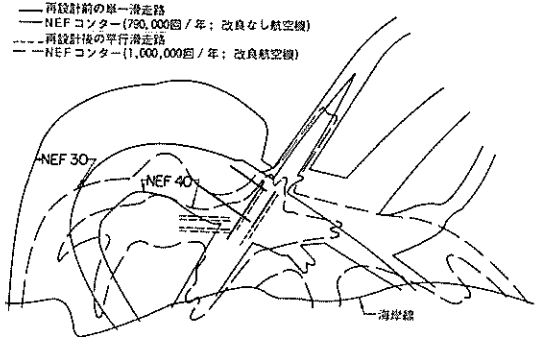 再設計前の単一滑走路
NEFコンター(790,000回/年; 改良なし航空機)
再設計後の平行滑走路
NEFコンター(1,000,000回/年; 改良航空機)
NEF 30
NEF 40
海岸線